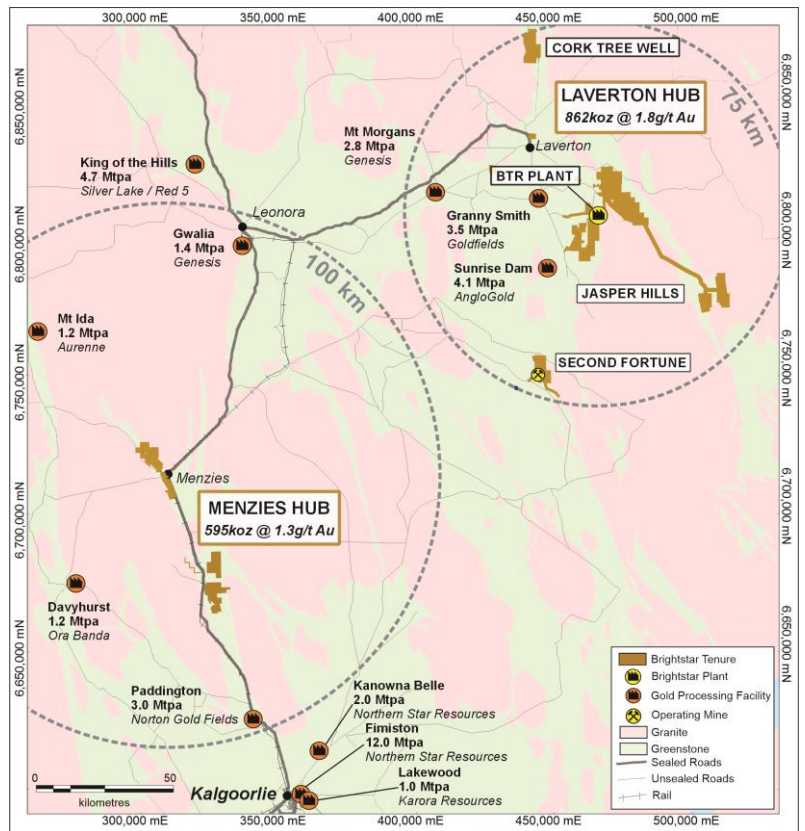 300,000 mE
350,000 mE
400,000 mE
450,000 mE
500,000 mE
6,850,000 mN
6,800,000 mN
6,750,000 mN
6,700,000 mN
6,650,000 mN
6,850,000 mN
6,800,000 mN
6,750,000 mN
6,700,000 mN
6,650,000 mN
CORK TREE WELL
LAVERTON HUB
862koz @ 1.8g/t Au
75 km
Mt Morgans
2.8 Mtpa
Genesis
Laverton
King of the Hills
4.7 Mtpa
Silver Lake / Red 5
BTR PLANT
Leonora
Granny Smith
3.5 Mtpa
Goldfields
Gwalia
1.4 Mtpa
Genesis
100 km
Sunrise Dam
4.1 Mtpa
AngloGold
JASPER HILLS
Mt Ida
1.2 Mtpa
Aurenne
SECOND FORTUNE
Menzies
MENZIES HUB
595koz @ 1.3g/t Au
Davyhurst
1.2 Mtpa
Ora Banda
Paddington
3.0 Mtpa
Norton Gold Fields
Kanowna Belle
2.0 Mtpa
Northern Star Resources
Fimiston
12.0 Mtpa
Northern Star Resources
Lakewood
1.0 Mtpa
Karora Resources
Kalgoorlie
0
50
kilometres
Brightstar Tenure
Brightstar Plant
Gold Processing Facility
Operating Mine
Granite
Greenstone
Sealed Roads
Unsealed Roads
Rail
300,000 mE
350,000 mE
400,000 mE
450,000 mE
500,000 mE